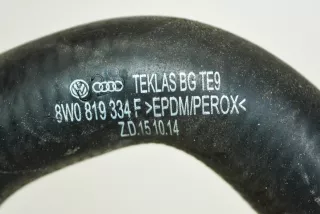 TEKLAS BG TE9
8W0 819 334 F >EPDM/PEROX<
Z.D.15.10.14